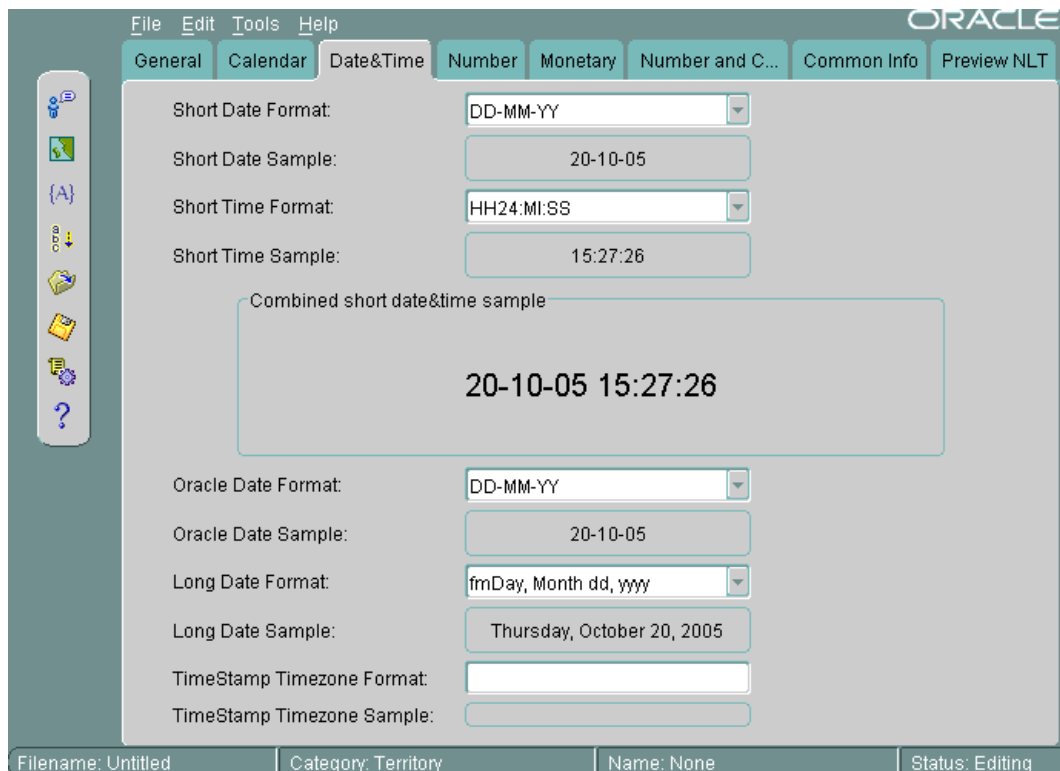 File Edit Tools Help
ORACLE
General Calendar Date&Time Number Monetary Number and C... Common Info Preview NLT
Short Date Format: DD-MM-YY
Short Date Sample: 20-10-05
{A}
Short Time Format: HH24:MI:SS
a
b
c
Short Time Sample: 15:27:26
Combined short date&time sample
20-10-05 15:27:26
?
Oracle Date Format: DD-MM-YY
Oracle Date Sample: 20-10-05
Long Date Format: fmDay, Month dd, yyyy
Long Date Sample: Thursday, October 20, 2005
TimeStamp Timezone Format:
TimeStamp Timezone Sample:
Filename: Untitled Category: Territory Name: None Status: Editing